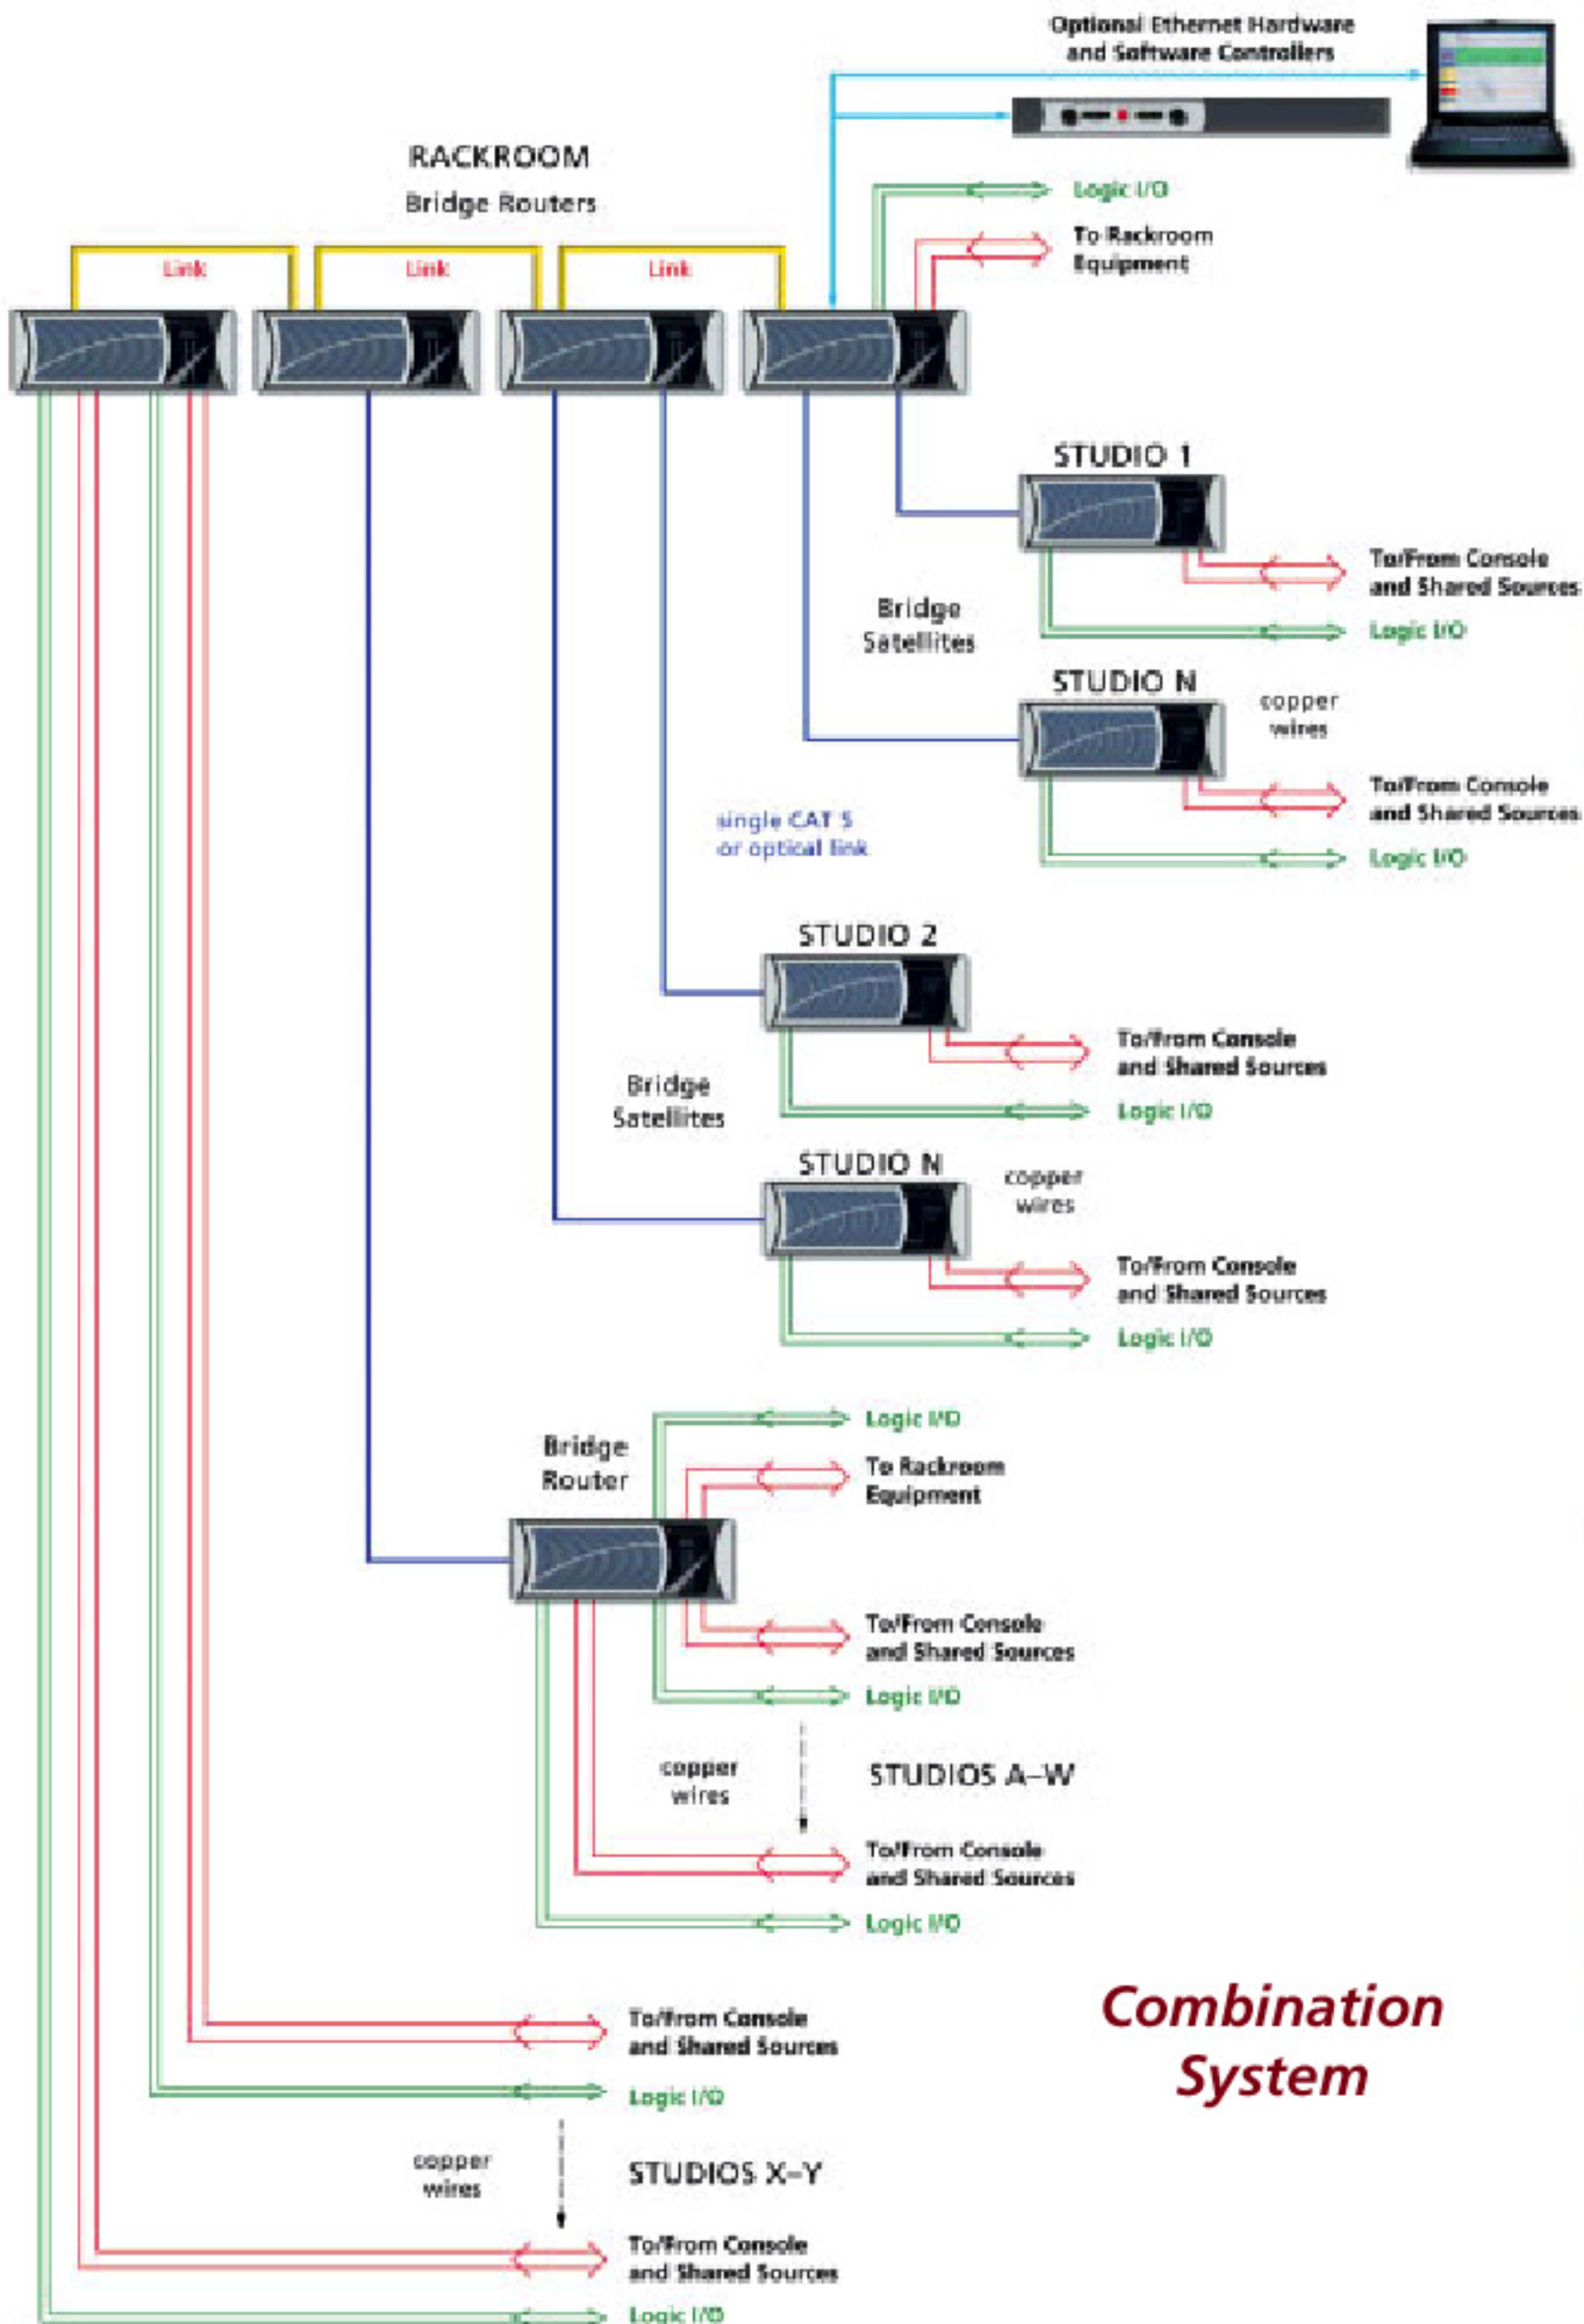 Optional Ethernet Hardware
and Software Controllers
RACKROOM
Bridge Routers
Logic I/O
To Rackroom
Equipment
Link
Link
Link
STUDIO 1
To/From Console
and Shared Sources
Logic I/O
Bridge
Satellites
STUDIO N
copper
wires
To/From Console
and Shared Sources
Logic I/O
single CAT 5
or optical link
STUDIO 2
To/From Console
and Shared Sources
Logic I/O
Bridge
Satellites
STUDIO N
copper
wires
To/From Console
and Shared Sources
Logic I/O
Logic I/O
Bridge
Router
To Rackroom
Equipment
To/From Console
and Shared Sources
Logic I/O
copper
wires
STUDIOS A–W
To/From Console
and Shared Sources
Logic I/O
Combination
System
To/From Console
and Shared Sources
Logic I/O
copper
wires
STUDIOS X–Y
To/From Console
and Shared Sources
Logic I/O